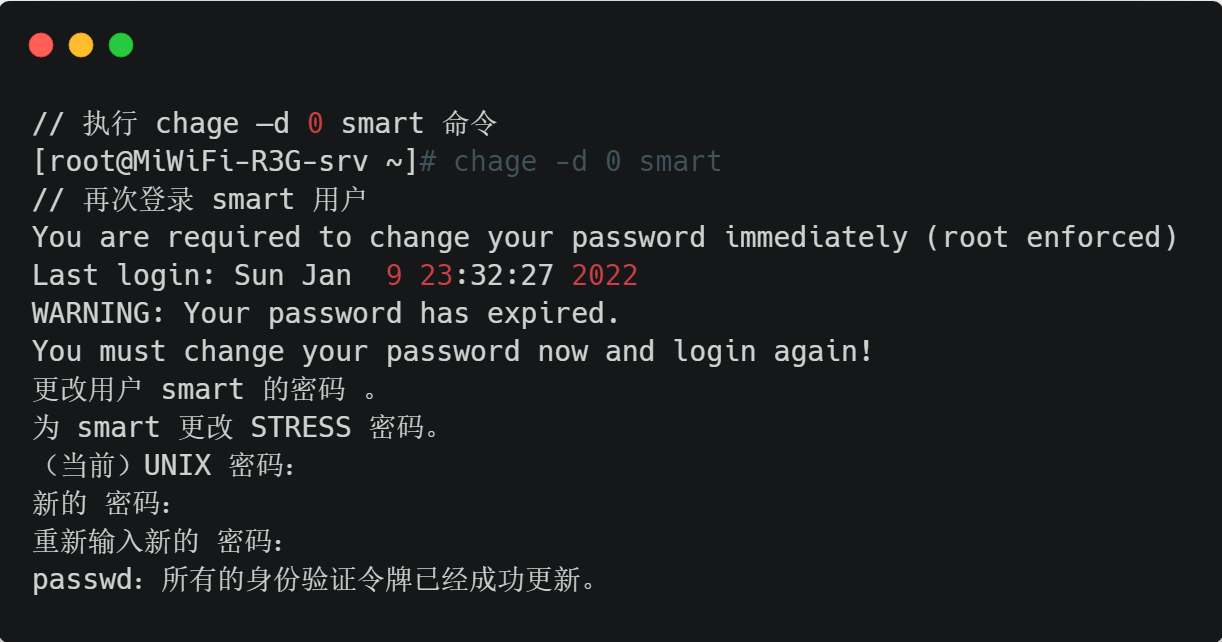 // 执行 chage —d 0 smart 命令
[root@MiWiFi-R3G-srv ~]# chage -d 0 smart
// 再次登录 smart 用户
You are required to change your password immediately (root enforced)
Last login: Sun Jan  9 23:32:27 2022
WARNING: Your password has expired.
You must change your password now and login again!
更改用户 smart 的密码 。
为 smart 更改 STRESS 密码。
（当前）UNIX 密码：
新的 密码：
重新输入新的 密码：
passwd：所有的身份验证令牌已经成功更新。